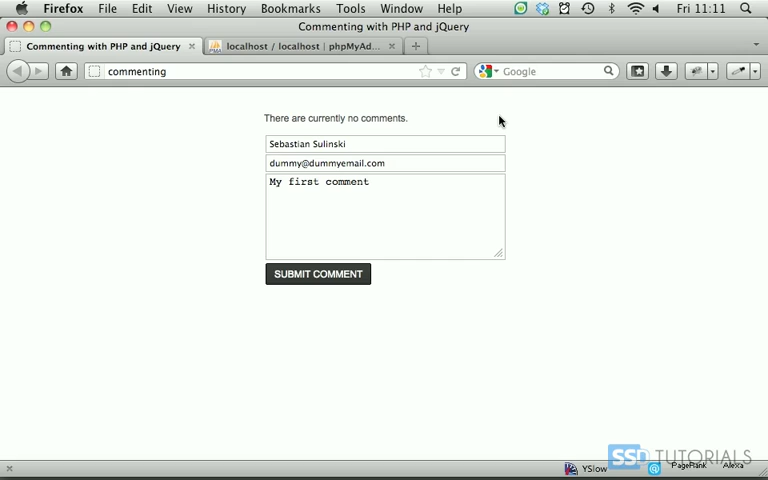 Firefox File Edit View History Bookmarks Tools Window Help Fri 11:11
Commenting with PHP and jQuery
Commenting with PHP and jQuery localhost / localhost | phpMyAd...
commenting Google
There are currently no comments.
Sebastian Sulinski
dummy@dummyemail.com
My first comment
SUBMIT COMMENT
SSD TUTORIALS
YSlow PageRank Alexa